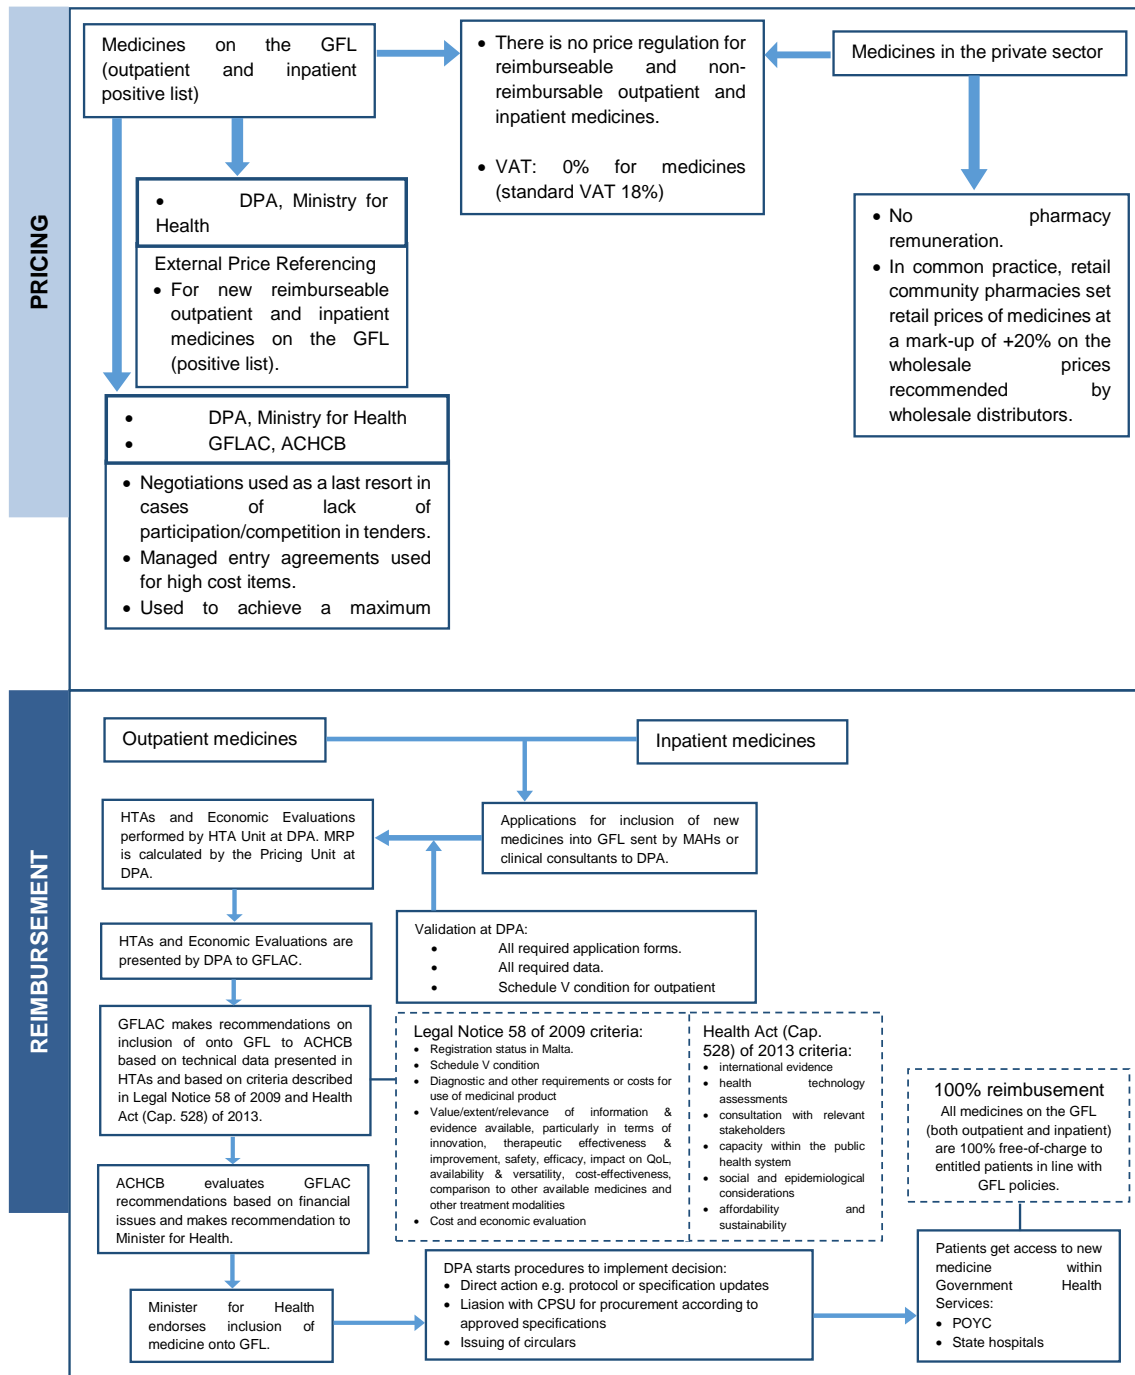 PRICING
Medicines on the GFL
(outpatient and inpatient
positive list)
• There is no price regulation for
reimburseable and non-
reimbursable outpatient and
inpatient medicines.
• VAT: 0% for medicines
(standard VAT 18%)
Medicines in the private sector
• DPA, Ministry for
Health
External Price Referencing
• For new reimburseable
outpatient and inpatient
medicines on the GFL
(positive list).
• No pharmacy
remuneration.
• In common practice, retail
community pharmacies set
retail prices of medicines at
a mark-up of +20% on the
wholesale prices
recommended by
wholesale distributors.
• DPA, Ministry for Health
• GFLAC, ACHCB
• Negotiations used as a last resort in
cases of lack of
participation/competition in tenders.
• Managed entry agreements used
for high cost items.
• Used to achieve a maximum
REIMBURSEMENT
Outpatient medicines
Inpatient medicines
Applications for inclusion of new
medicines into GFL sent by MAHs or
clinical consultants to DPA.
HTAs and Economic Evaluations
performed by HTA Unit at DPA. MRP
is calculated by the Pricing Unit at
DPA.
Validation at DPA:
• All required application forms.
• All required data.
• Schedule V condition for outpatient
HTAs and Economic Evaluations are
presented by DPA to GFLAC.
GFLAC makes recommendations on
inclusion of onto GFL to ACHCB
based on technical data presented in
HTAs and based on criteria described
in Legal Notice 58 of 2009 and Health
Act (Cap. 528) of 2013.
Legal Notice 58 of 2009 criteria:
• Registration status in Malta.
• Schedule V condition
• Diagnostic and other requirements or costs for
use of medicinal product
• Value/extent/relevance of information &
evidence available, particularly in terms of
innovation, therapeutic effectiveness &
improvement, safety, efficacy, impact on QoL,
availability & versatility, cost-effectiveness,
comparison to other available medicines and
other treatment modalities
• Cost and economic evaluation
Health Act (Cap.
528) of 2013 criteria:
• international evidence
• health technology
assessments
• consultation with relevant
stakeholders
• capacity within the public
health system
• social and epidemiological
considerations
• affordability and
sustainability
100% reimbusement
All medicines on the GFL
(both outpatient and inpatient)
are 100% free-of-charge to
entitled patients in line with
GFL policies.
ACHCB evaluates GFLAC
recommendations based on financial
issues and makes recommendation to
Minister for Health.
Minister for Health
endorses inclusion of
medicine onto GFL.
DPA starts procedures to implement decision:
• Direct action e.g. protocol or specification updates
• Liasion with CPSU for procurement according to
approved specifications
• Issuing of circulars
Patients get access to new
medicine within
Government Health
Services:
• POYC
• State hospitals